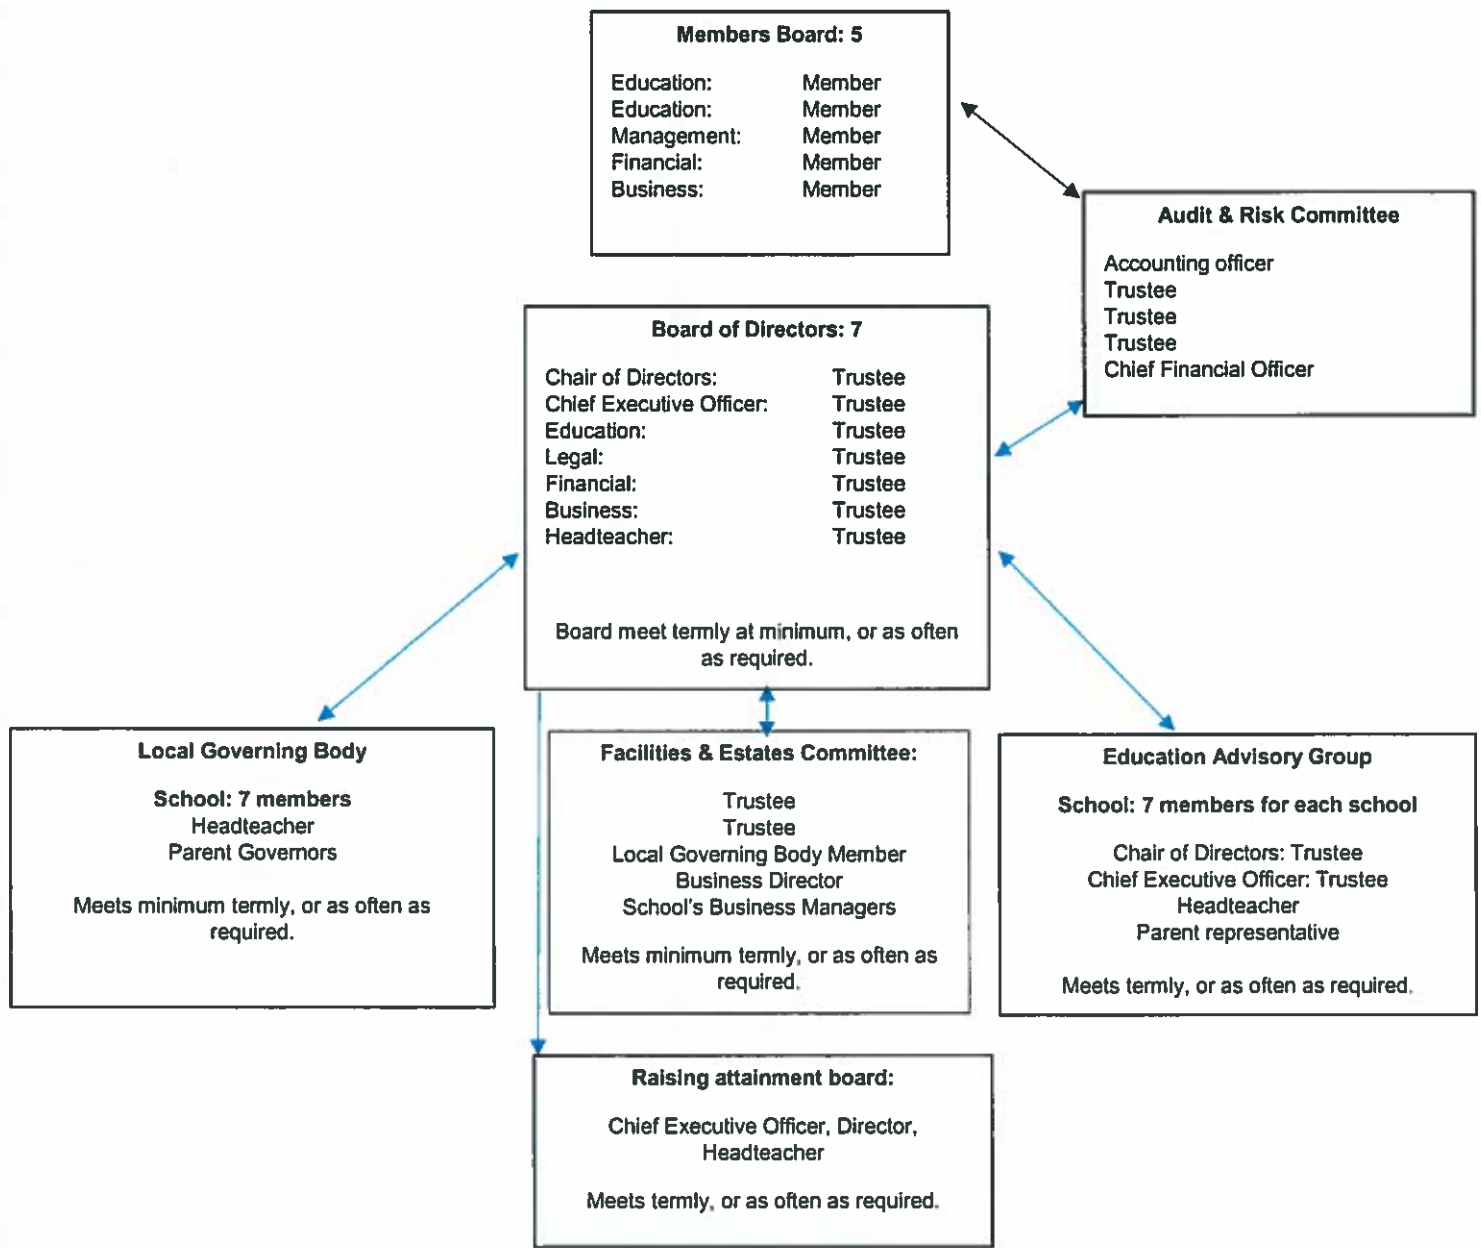 Members Board: 5
Education: Member
Education: Member
Management: Member
Financial: Member
Business: Member
Audit & Risk Committee
Accounting officer
Trustee
Trustee
Trustee
Chief Financial Officer
Board of Directors: 7
Chair of Directors: Trustee
Chief Executive Officer: Trustee
Education: Trustee
Legal: Trustee
Financial: Trustee
Business: Trustee
Headteacher: Trustee
Board meet termly at minimum, or as often
as required.
Local Governing Body
School: 7 members
Headteacher
Parent Governors
Meets minimum termly, or as often as
required.
Facilities & Estates Committee:
Trustee
Trustee
Local Governing Body Member
Business Director
School's Business Managers
Meets minimum termly, or as often as
required.
Education Advisory Group
School: 7 members for each school
Chair of Directors: Trustee
Chief Executive Officer: Trustee
Headteacher
Parent representative
Meets termly, or as often as required.
Raising attainment board:
Chief Executive Officer, Director,
Headteacher
Meets termly, or as often as required.